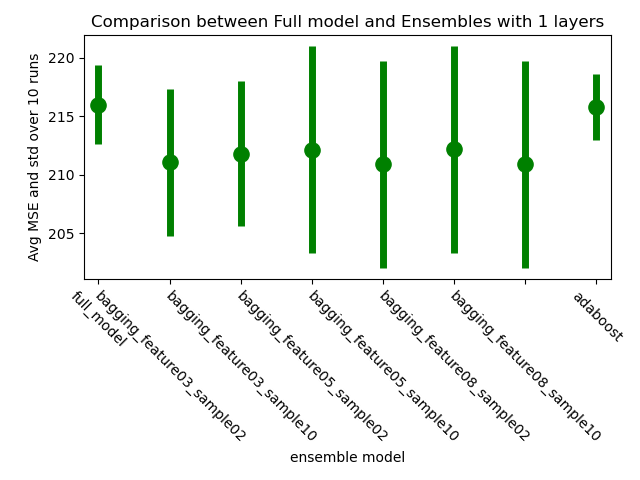 Comparison between Full model and Ensembles with 1 layers
Avg MSE and std over 10 runs
220
215
210
205
full_model
bagging_feature03_sample02
bagging_feature03_sample10
bagging_feature05_sample02
bagging_feature05_sample10
bagging_feature08_sample02
bagging_feature08_sample10
adaboost
ensemble model